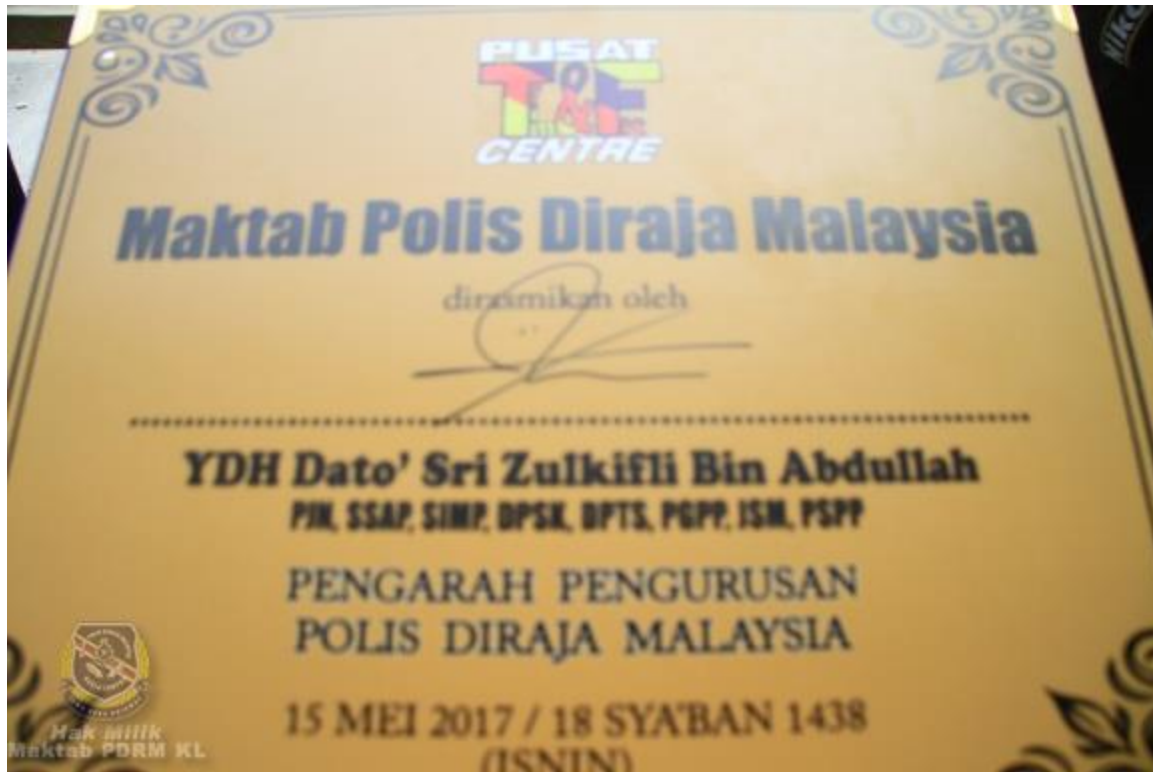 PUSAT
CENTRE
Maktab Polis Diraja Malaysia
dirasmikan oleh
YDH Dato' Sri Zulkifli Bin Abdullah
PJN, SSAP, SIMP, DPSK, DPTS, PGPP, JSM, PSPP
PENGARAH PENGURUSAN
POLIS DIRAJA MALAYSIA
15 MEI 2017 / 18 SYA'BAN 1438
(ISNIN)
Hak Milik
Maktab PDRM KL